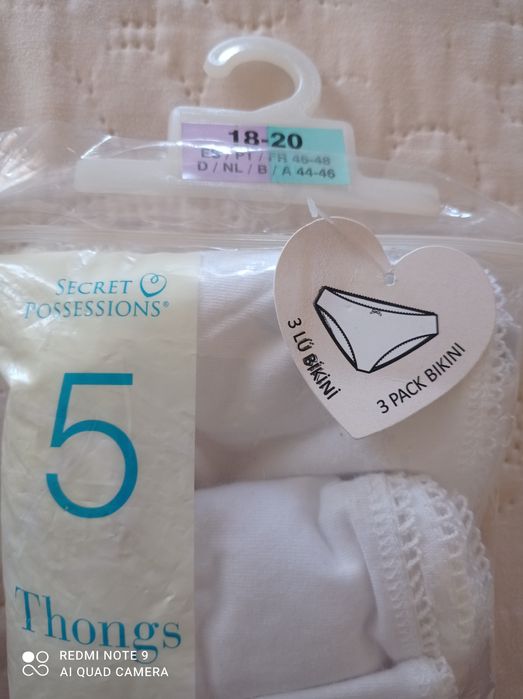 18-20
ES / PT / FR 46-48
D / NL / B / A 44-46
SECRET
POSSESSIONS®
5
Thongs
3 LÜ BİKİNİ
3 PACK BIKINI
REDMI NOTE 9
AI QUAD CAMERA